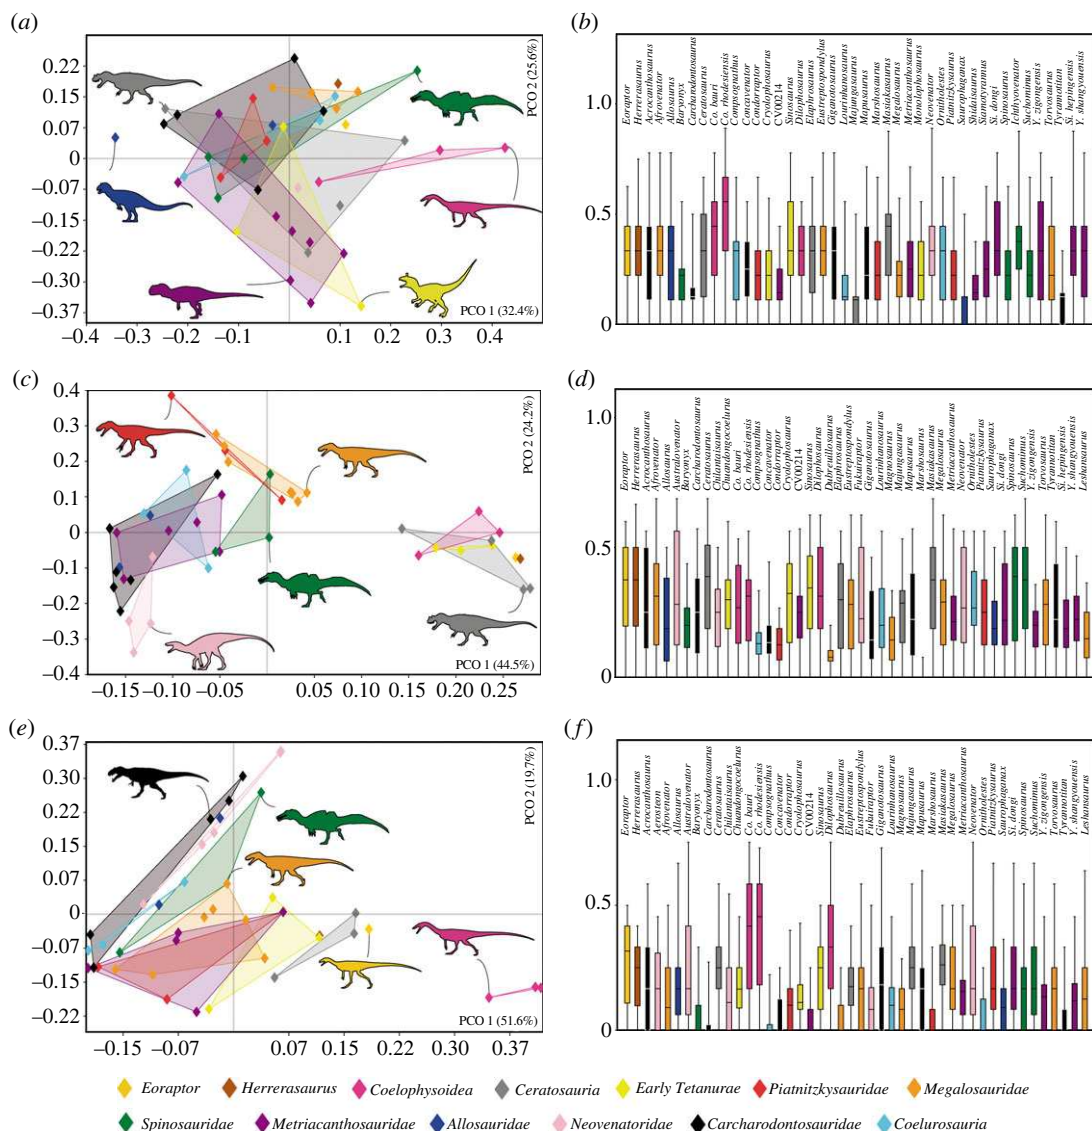 (a)
PCO 2 (25.6%)
0.22
0.15
0.07
0
−0.07
−0.15
−0.22
−0.30
−0.37
PCO 1 (32.4%)
−0.4 −0.3 −0.2 −0.1 0 0.1 0.2 0.3 0.4
(b)
1.0
0.5
0
Eoraptor
Herrerasaurus
Acrocanthosaurus
Afrovenator
Allosaurus
Baryonyx
Carcharodontosaurus
Ceratosaurus
Co. bauri
Co. rhodesiensis
Compsognathus
Concavenator
Condorraptor
Cryolophosaurus
CV00214
Sinosaurus
Dilophosaurus
Elaphrosaurus
Eustreptospondylus
Giganotosaurus
Lourinhanosaurus
Majungasaurus
Mapusaurus
Marshosaurus
Masiakasaurus
Megalosaurus
Metriacanthosaurus
Monolophosaurus
Neovenator
Ornitholestes
Piatnitzkysaurus
Saurophaganax
Shidaisaurus
Siamotyrannus
Si. dongi
Spinosaurus
Ichthyovenator
Suchomimus
Y. zigongensis
Torvosaurus
Tyrannotitan
Si. hepingensis
Y. shangyouensis
(c)
PCO 2 (24.2%)
0.4
0.3
0.2
0.1
0
−0.1
−0.2
−0.3
−0.4
PCO 1 (44.5%)
−0.15 −0.10 −0.05 0.05 0.10 0.15 0.20 0.25
(d)
1.0
0.5
0
Eoraptor
Herrerasaurus
Acrocanthosaurus
Afrovenator
Allosaurus
Australovenator
Baryonyx
Carcharodontosaurus
Ceratosaurus
Chilantaisaurus
Chuandongocoelurus
Co. bauri
Co. rhodesiensis
Compsognathus
Concavenator
Condorraptor
Cryolophosaurus
CV00214
Sinosaurus
Dilophosaurus
Dubreuillosaurus
Elaphrosaurus
Eustreptospondylus
Fukuiraptor
Giganotosaurus
Lourinhanosaurus
Magnosaurus
Majungasaurus
Mapusaurus
Marshosaurus
Masiakasaurus
Megalosaurus
Metriacanthosaurus
Neovenator
Ornitholestes
Piatnitzkysaurus
Saurophaganax
Si. dongi
Spinosaurus
Suchomimus
Y. zigongensis
Torvosaurus
Tyrannotitan
Si. hepingensis
Y. shangyouensis
Leshansaurus
(e)
PCO 2 (19.7%)
0.37
0.30
0.22
0.15
0.07
0
−0.07
−0.15
−0.22
PCO 1 (51.6%)
−0.15 −0.07 0.07 0.15 0.22 0.30 0.37
(f)
1.0
0.5
0
Eoraptor
Herrerasaurus
Acrocanthosaurus
Aerosteon
Afrovenator
Allosaurus
Australovenator
Baryonyx
Carcharodontosaurus
Ceratosaurus
Chilantaisaurus
Chuandongocoelurus
Co. bauri
Co. rhodesiensis
Compsognathus
Concavenator
Condorraptor
Cryolophosaurus
CV00214
Sinosaurus
Dilophosaurus
Dubreuillosaurus
Elaphrosaurus
Eustreptospondylus
Fukuiraptor
Giganotosaurus
Lourinhanosaurus
Magnosaurus
Majungasaurus
Mapusaurus
Marshosaurus
Masiakasaurus
Megalosaurus
Metriacanthosaurus
Neovenator
Ornitholestes
Piatnitzkysaurus
Saurophaganax
Si. dongi
Spinosaurus
Suchomimus
Y. zigongensis
Torvosaurus
Tyrannotitan
Y. shangyouensis
Leshansaurus
Eoraptor Herrerasaurus Coelophysoidea Ceratosauria Early Tetanurae Piatnitzkysauridae Megalosauridae
Spinosauridae Metriacanthosauridae Allosauridae Neovenatoridae Carcharodontosauridae Coelurosauria